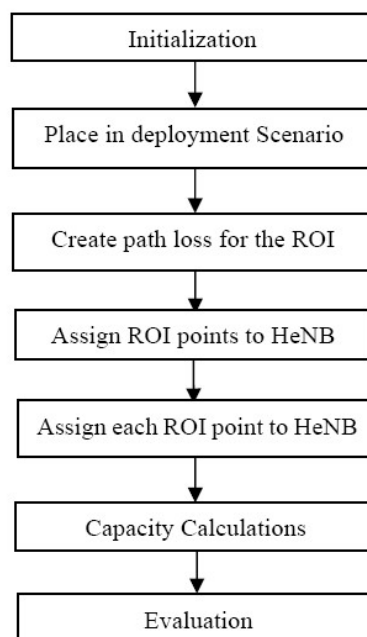 Initialization
Place in deployment Scenario
Create path loss for the ROI
Assign ROI points to HeNB
Assign each ROI point to HeNB
Capacity Calculations
Evaluation